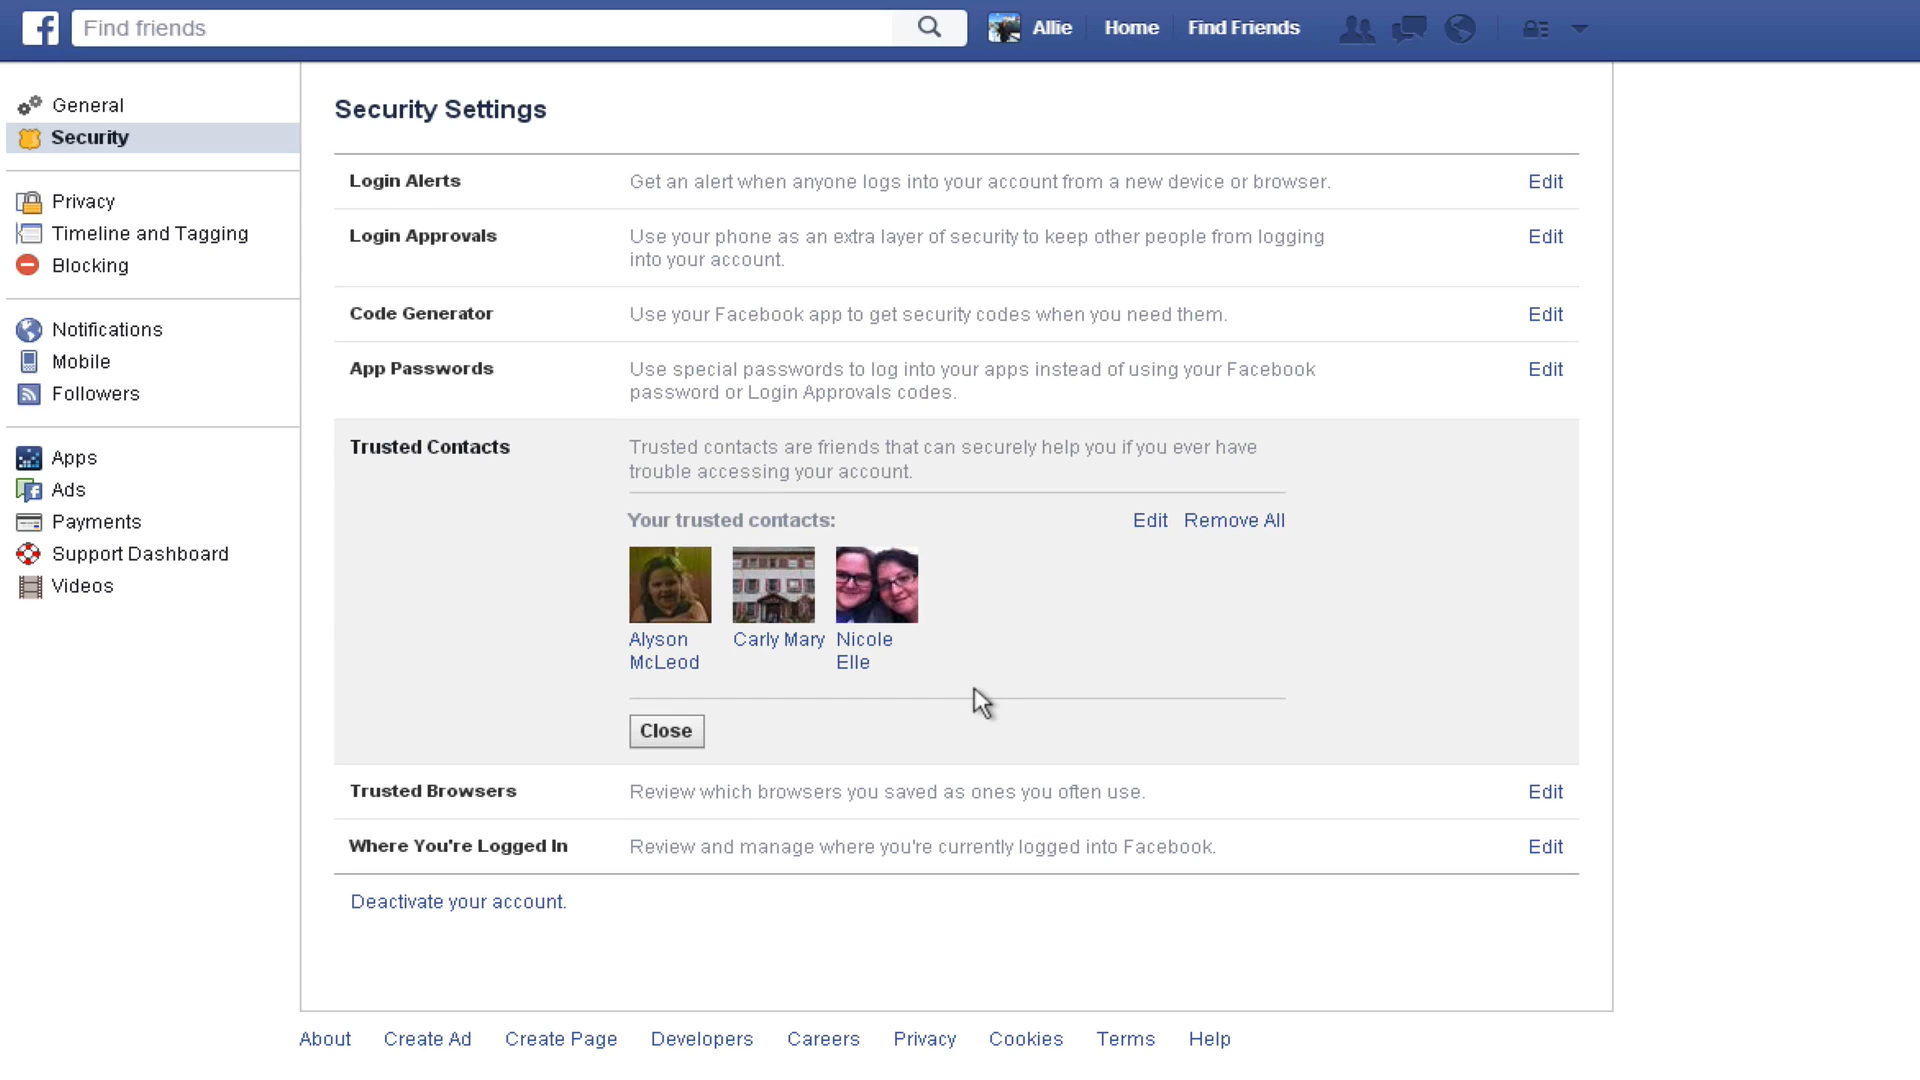 Find friends
Allie
Home
Find Friends
General
Security
Privacy
Timeline and Tagging
Blocking
Notifications
Mobile
Followers
Apps
Ads
Payments
Support Dashboard
Videos
Security Settings
Login Alerts
Get an alert when anyone logs into your account from a new device or browser.
Edit
Login Approvals
Use your phone as an extra layer of security to keep other people from logging
into your account.
Edit
Code Generator
Use your Facebook app to get security codes when you need them.
Edit
App Passwords
Use special passwords to log into your apps instead of using your Facebook
password or Login Approvals codes.
Edit
Trusted Contacts
Trusted contacts are friends that can securely help you if you ever have
trouble accessing your account.
Your trusted contacts:
Edit
Remove All
Alyson
McLeod
Carly Mary
Nicole
Elle
Close
Trusted Browsers
Review which browsers you saved as ones you often use.
Edit
Where You're Logged In
Review and manage where you're currently logged into Facebook.
Edit
Deactivate your account.
About
Create Ad
Create Page
Developers
Careers
Privacy
Cookies
Terms
Help